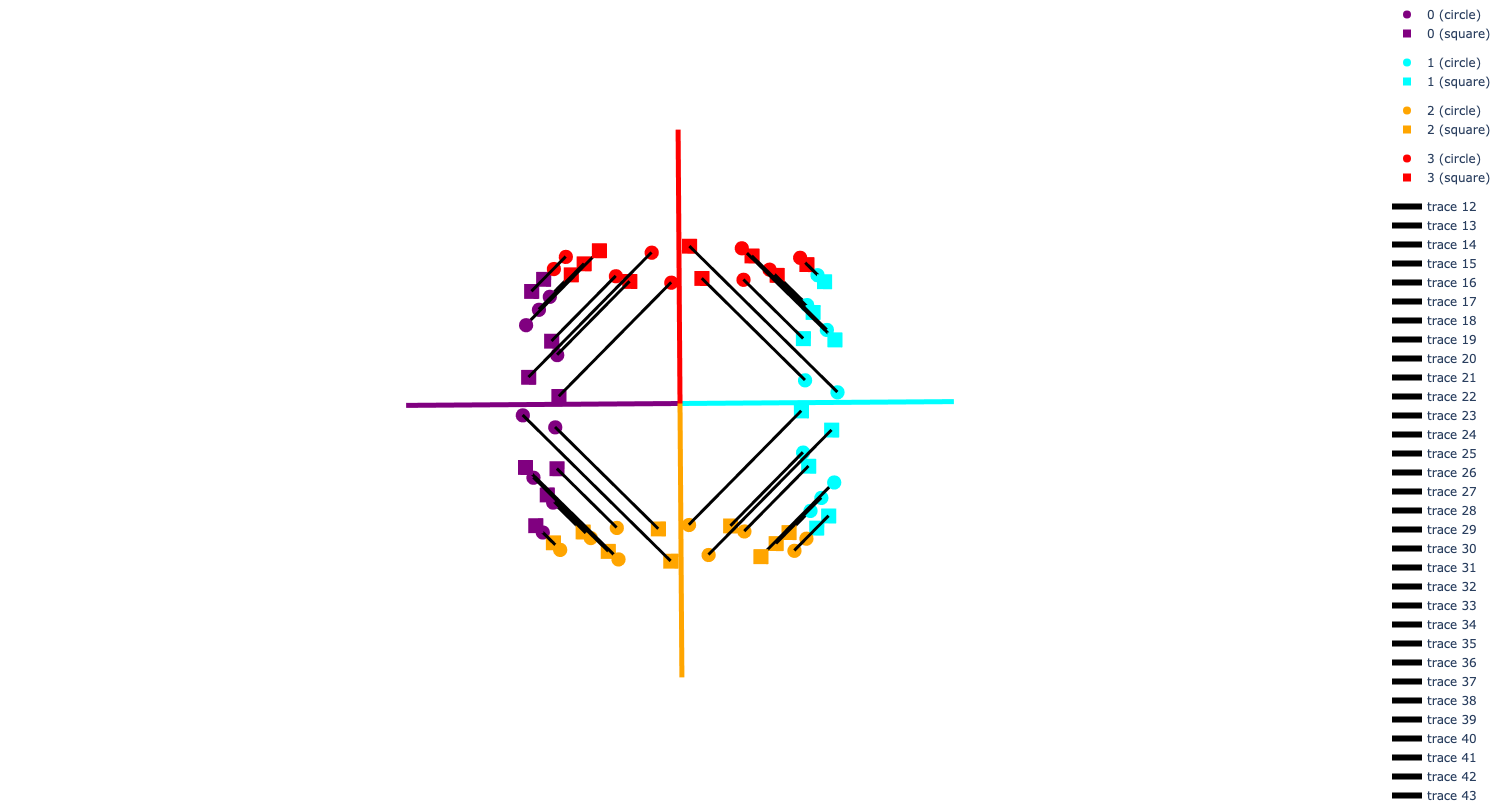 0 (circle)
0 (square)
1 (circle)
1 (square)
2 (circle)
2 (square)
3 (circle)
3 (square)
trace 12
trace 13
trace 14
trace 15
trace 16
trace 17
trace 18
trace 19
trace 20
trace 21
trace 22
trace 23
trace 24
trace 25
trace 26
trace 27
trace 28
trace 29
trace 30
trace 31
trace 32
trace 33
trace 34
trace 35
trace 36
trace 37
trace 38
trace 39
trace 40
trace 41
trace 42
trace 43